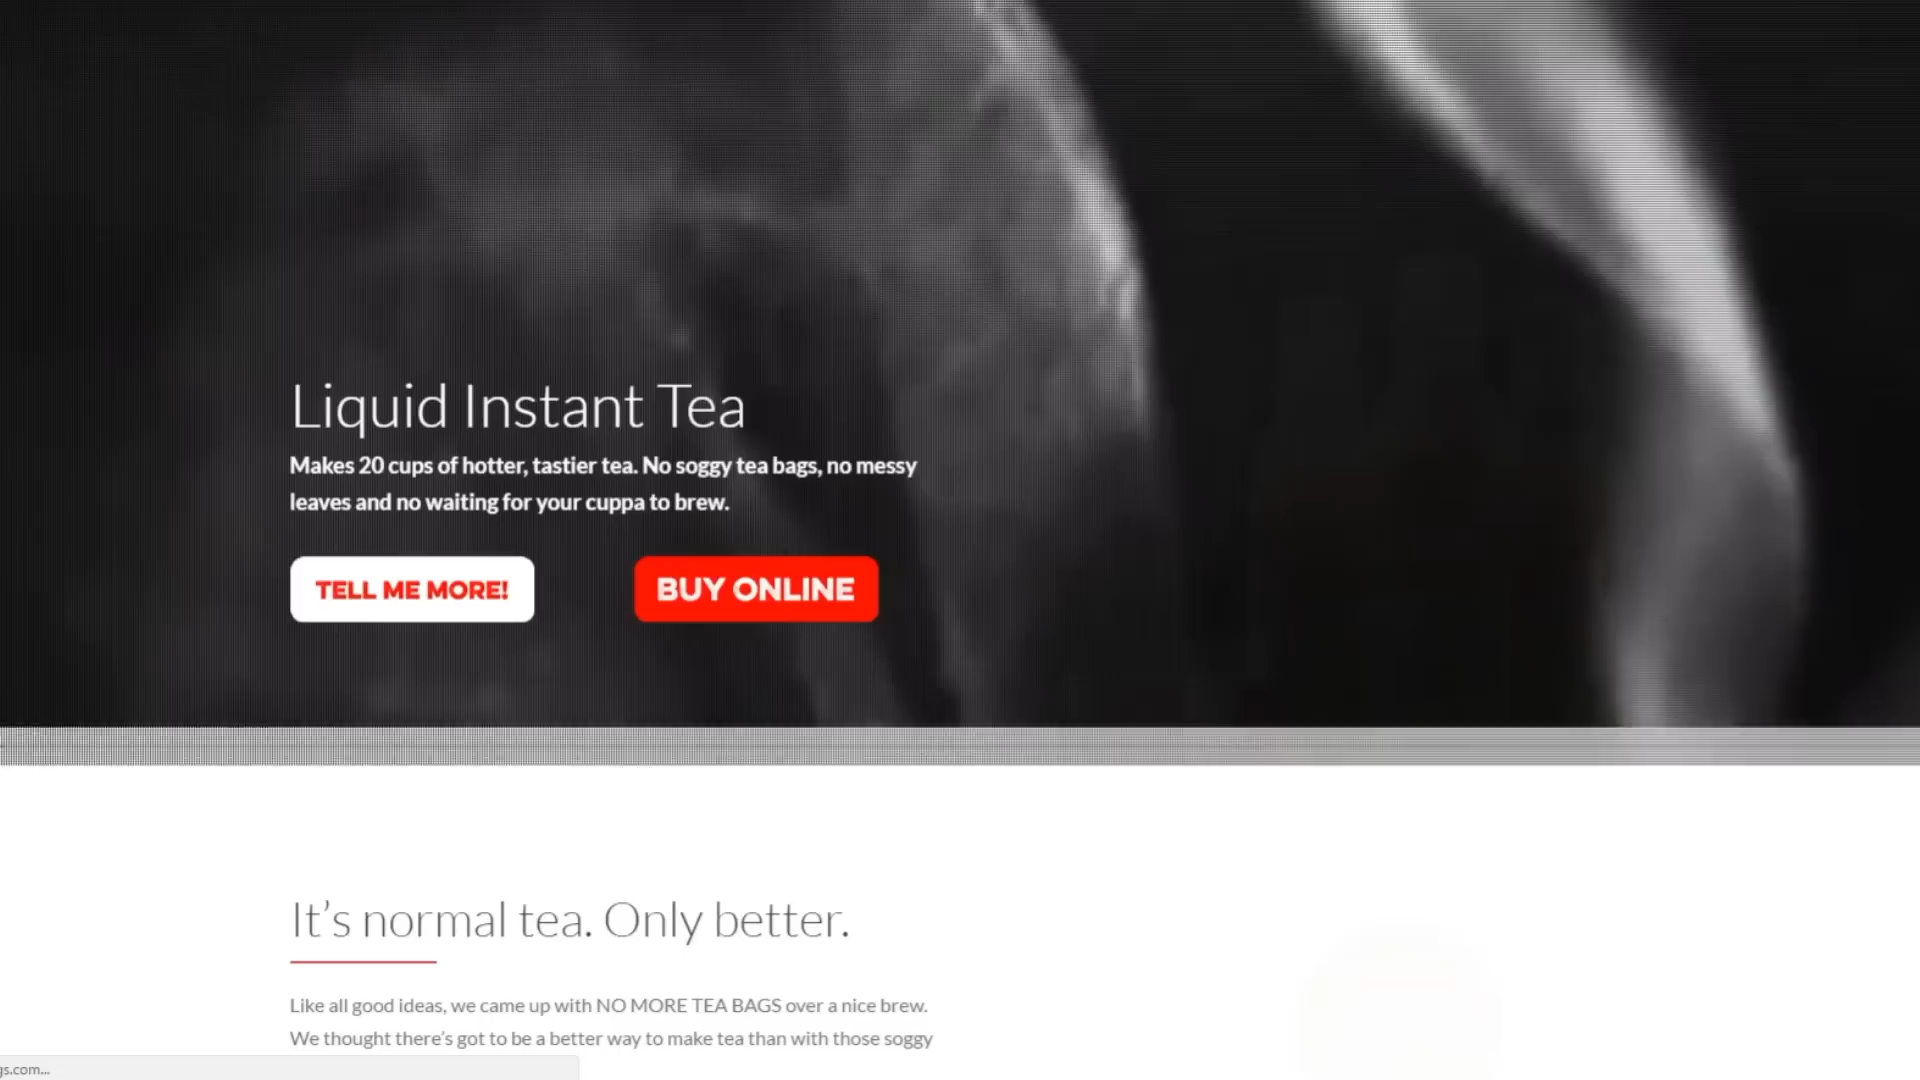 Liquid Instant Tea
Makes 20 cups of hotter, tastier tea. No soggy tea bags, no messy
leaves and no waiting for your cuppa to brew.
TELL ME MORE!
BUY ONLINE
It’s normal tea. Only better.
Like all good ideas, we came up with NO MORE TEA BAGS over a nice brew.
We thought there’s got to be a better way to make tea than with those soggy
gs.com...